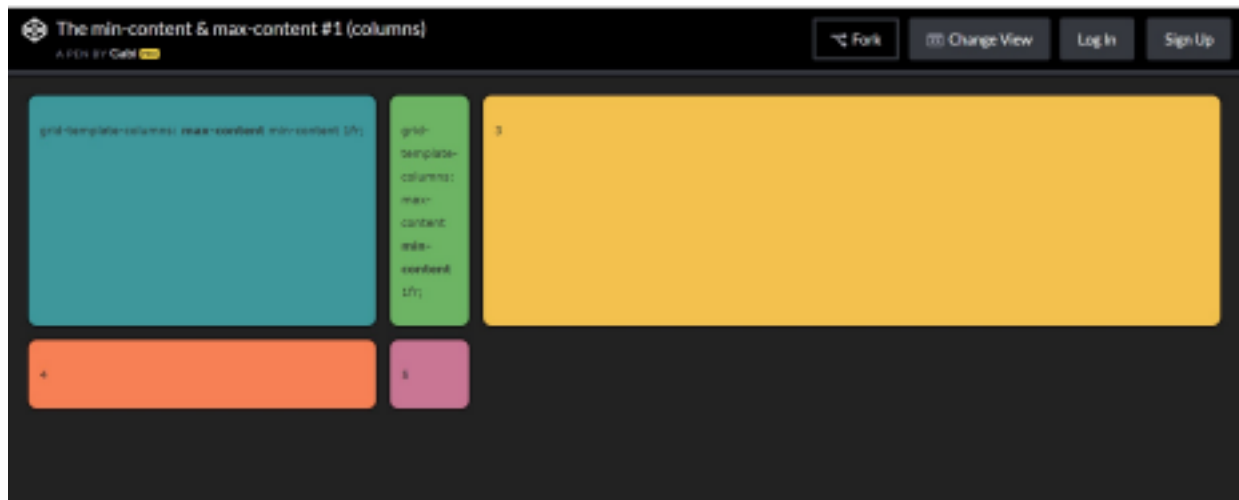 The min-content & max-content #1 (columns)
A PEN BY Gabi PRO
Fork
Change View
Log In
Sign Up
grid-template-columns: max-content min-content 1fr;
grid-
template-
columns:
max-
content
min-
content
1fr;
3
4
5